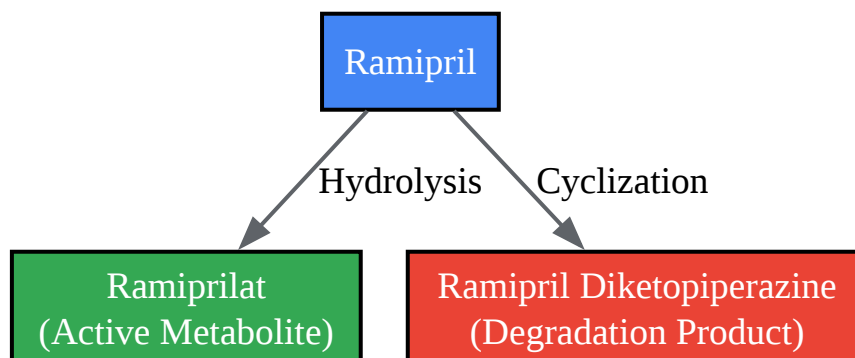 Ramipril
Hydrolysis
Cyclization
Ramiprilat
(Active Metabolite)
Ramipril Diketopiperazine
(Degradation Product)